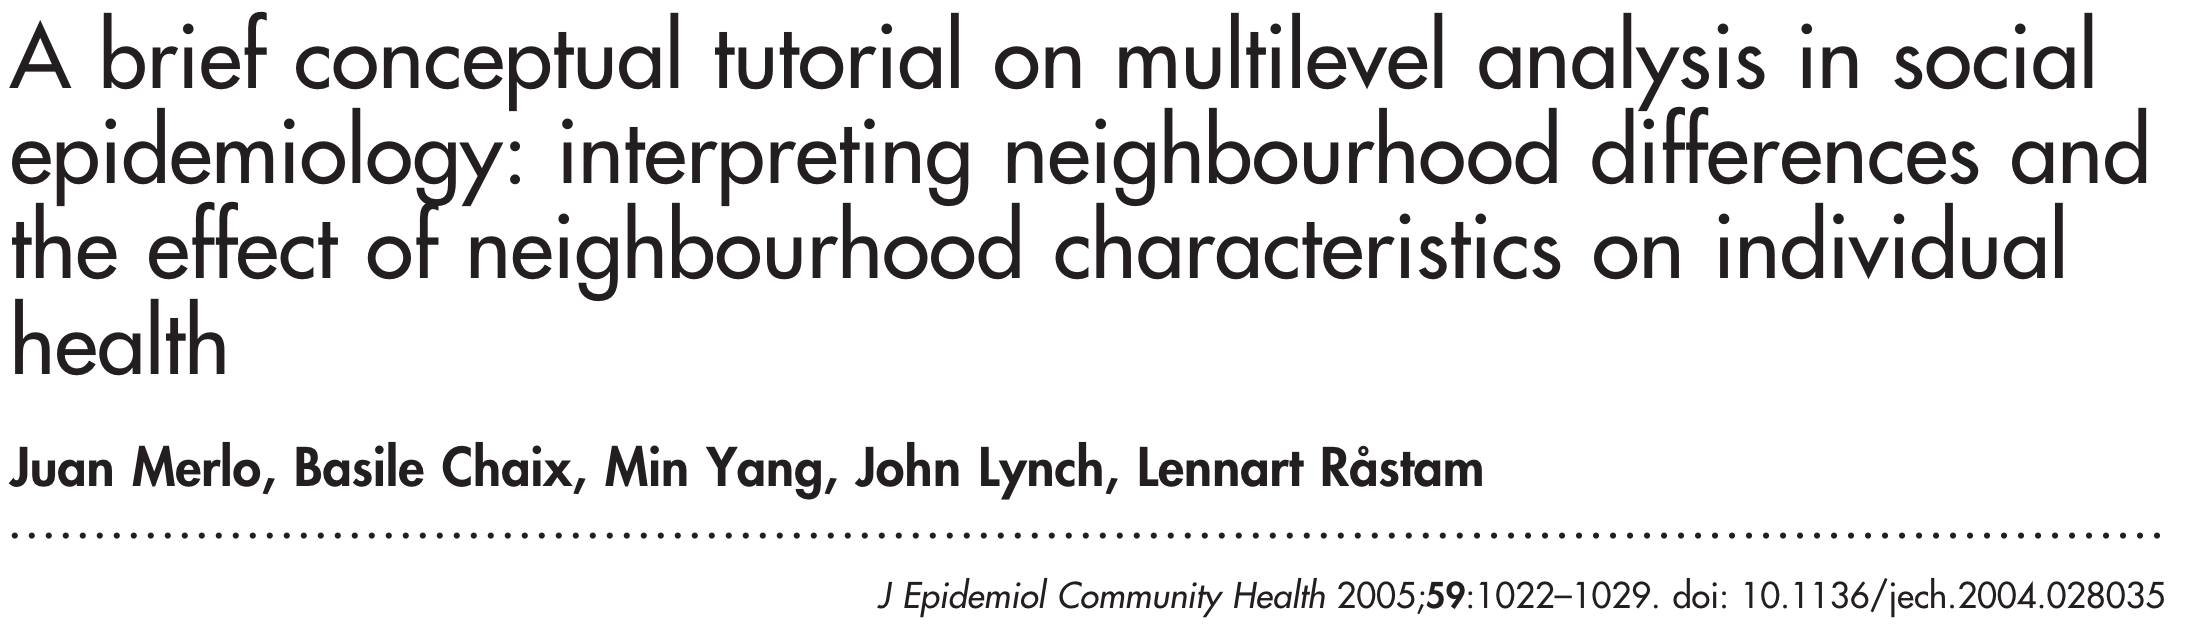 A brief conceptual tutorial on multilevel analysis in social
epidemiology: interpreting neighbourhood differences and
the effect of neighbourhood characteristics on individual
health
Juan Merlo, Basile Chaix, Min Yang, John Lynch, Lennart Råstam
J Epidemiol Community Health 2005;59:1022–1029. doi: 10.1136/jech.2004.028035